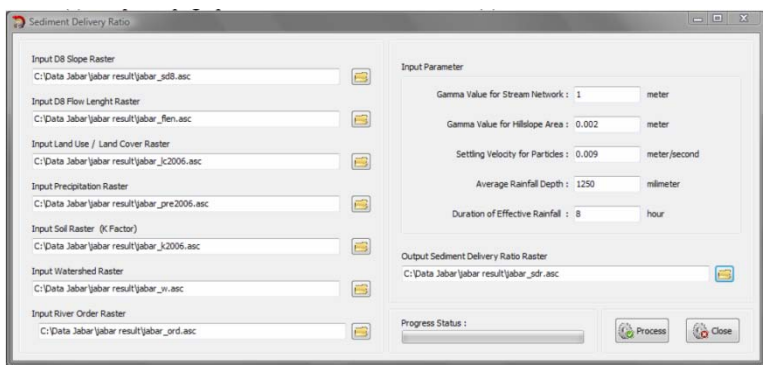 Sediment Delivery Ratio
Input D8 Slope Raster
C:\Data Jabar\jabar result\jabar_sd8.asc
Input D8 Flow Lenght Raster
C:\Data Jabar\jabar result\jabar_flen.asc
Input Land Use / Land Cover Raster
C:\Data Jabar\jabar result\jabar_lc2006.asc
Input Precipitation Raster
C:\Data Jabar\jabar result\jabar_pre2006.asc
Input Soil Raster (K Factor)
C:\Data Jabar\jabar result\jabar_k2006.asc
Input Watershed Raster
C:\Data Jabar\jabar result\jabar_w.asc
Input River Order Raster
C:\Data Jabar\jabar result\jabar_ord.asc
Input Parameter
Gamma Value for Stream Network : 1 meter
Gamma Value for Hillslope Area : 0.002 meter
Settling Velocity for Particles : 0.009 meter/second
Average Rainfall Depth : 1250 milimeter
Duration of Effective Rainfall : 8 hour
Output Sediment Delivery Ratio Raster
C:\Data Jabar\jabar result\jabar_sdr.asc
Progress Status :
Process
Close